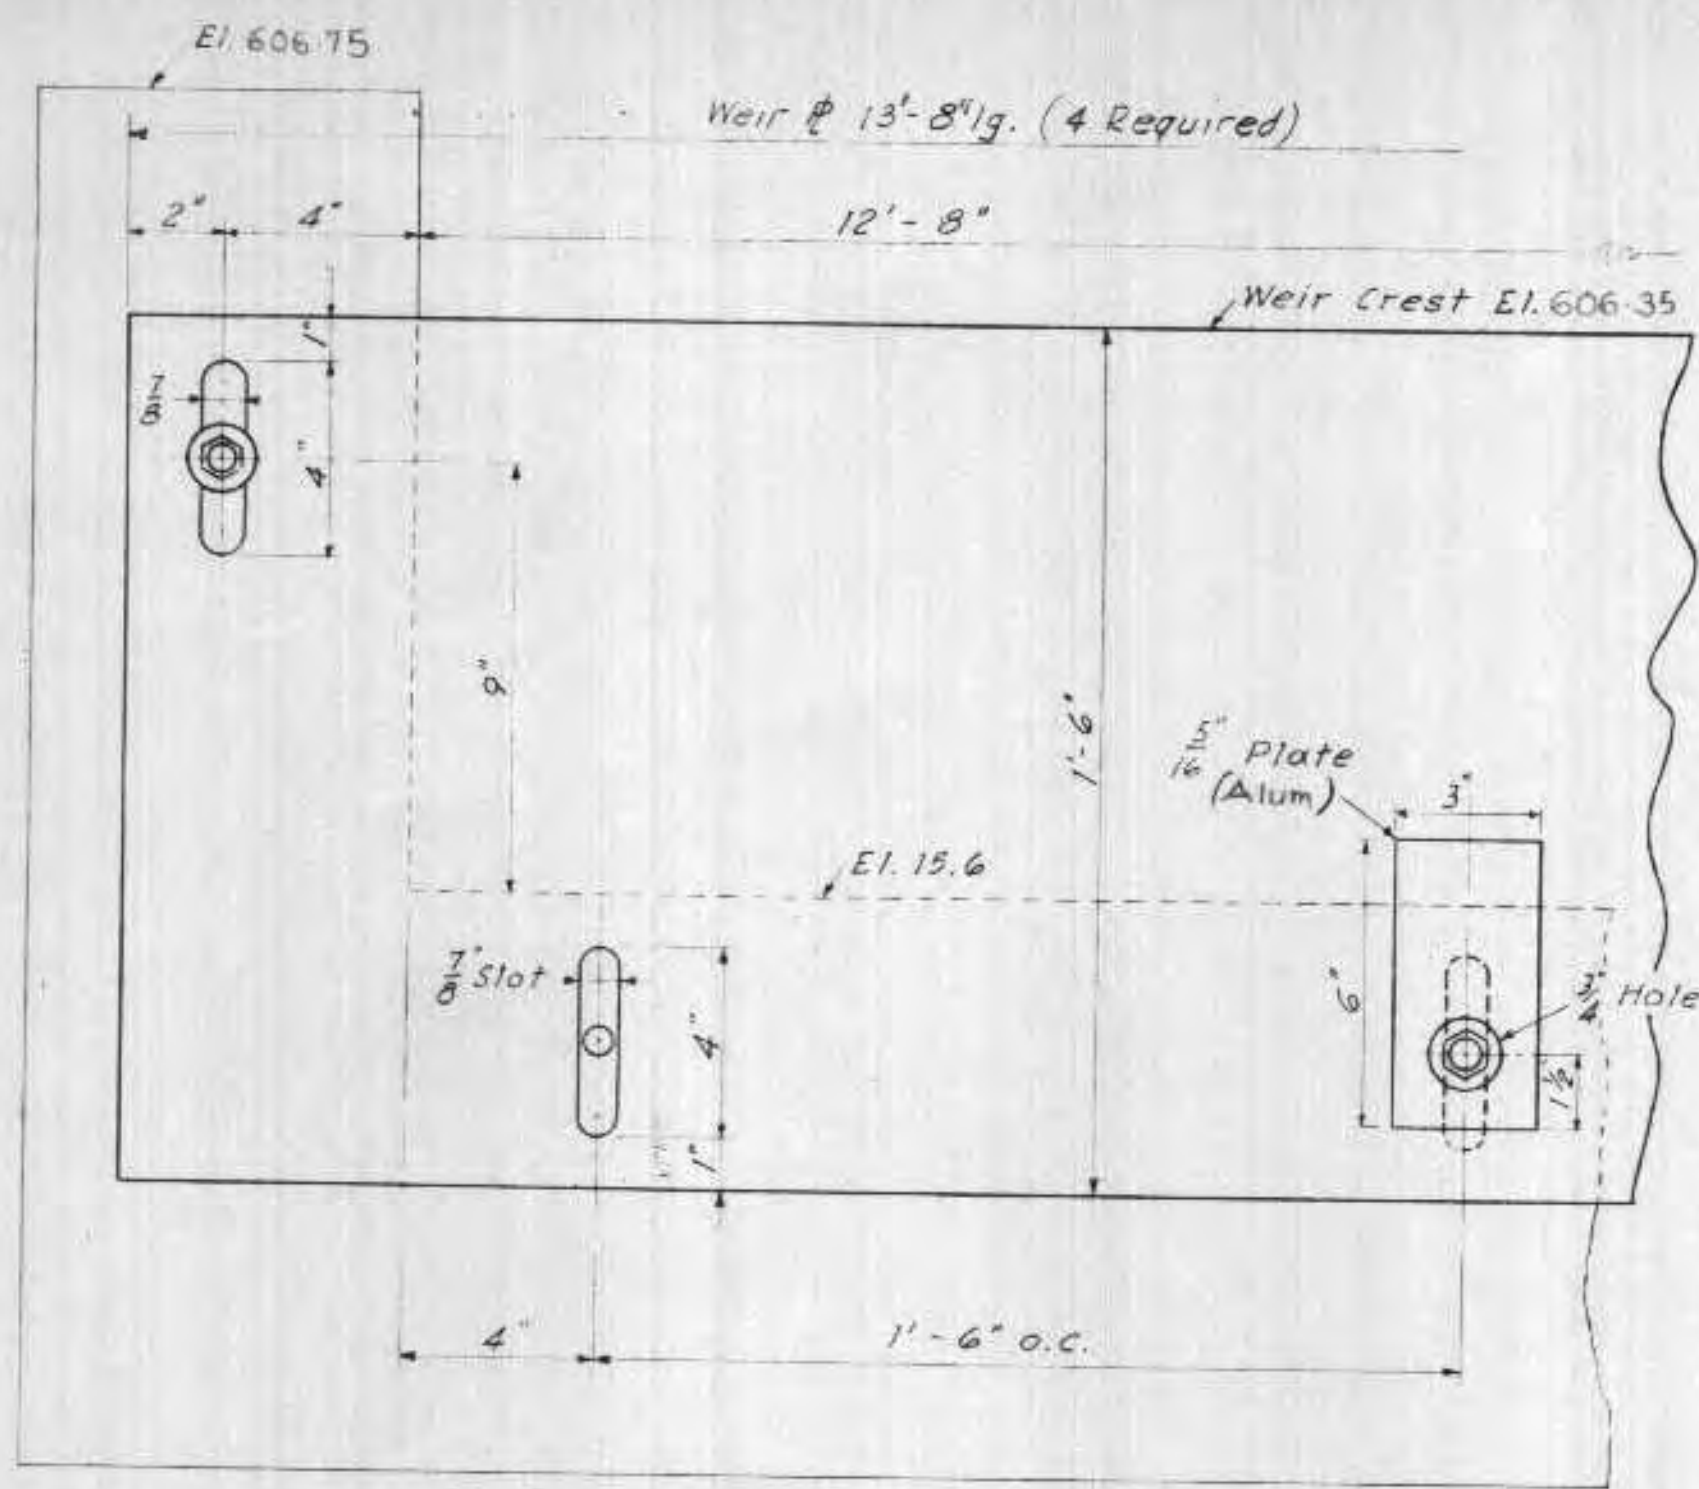 El. 606.75
Weir ⅊ 13'-8" lg. (4 Required)
2"
4"
12'-8"
Weir Crest El. 606.35
1"
7/8
4"
9"
1'-6"
5/16" Plate
(Alum)
3"
El. 15.6
7/8" Slot
4"
6"
3/4" Hole
1 1/2"
1"
4"
1'-6" O.C.